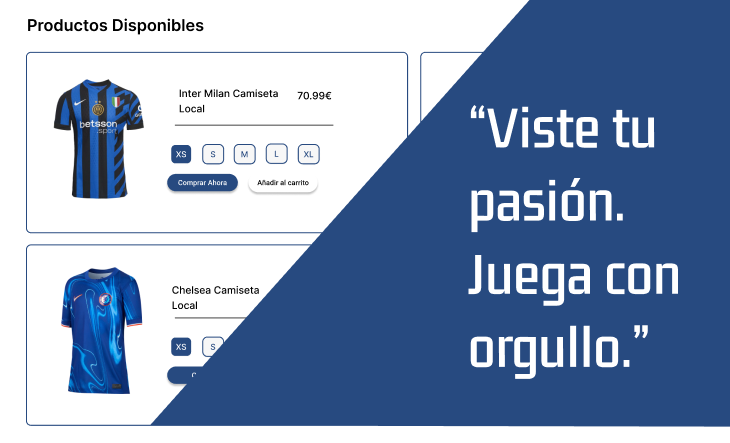 Productos Disponibles
Inter Milan Camiseta
Local
70.99€
betsson
.sport
XS
S
M
L
XL
Comprar Ahora
Añadir al carrito
Chelsea Camiseta
Local
XS
S
“Viste tu
pasión.
Juega con
orgullo.”